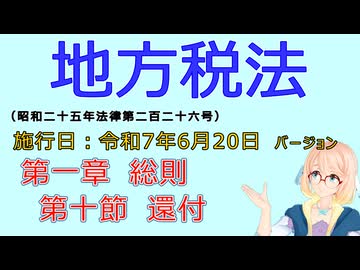 地方税法
（昭和二十五年法律第二百二十六号）
施行日：令和7年6月20日 バージョン
第一章 総則
第十節 還付